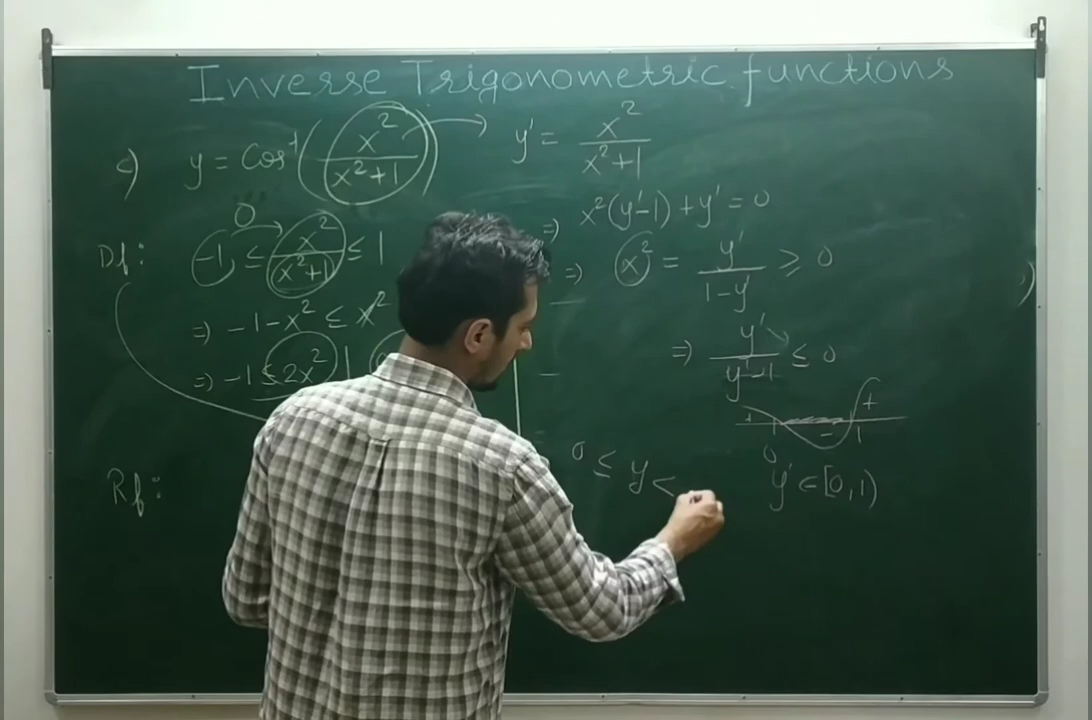 Inverse Trigonometric functions
c) y = Cos⁻¹(x²/(x²+1)) → y' = x²/(x²+1)
⇒ x²(y'-1) + y' = 0
0
Df: -1 ≤ x²/(x²+1) ≤ 1
⇒ x² = y'/(1-y') ≥ 0
⇒ -1-x² ≤ x²
⇒ y'/(y'-1) ≤ 0
⇒ -1 ≤ 2x²
+ - +
0 1
Rf:
0 ≤ y <
y' ∈ [0,1)